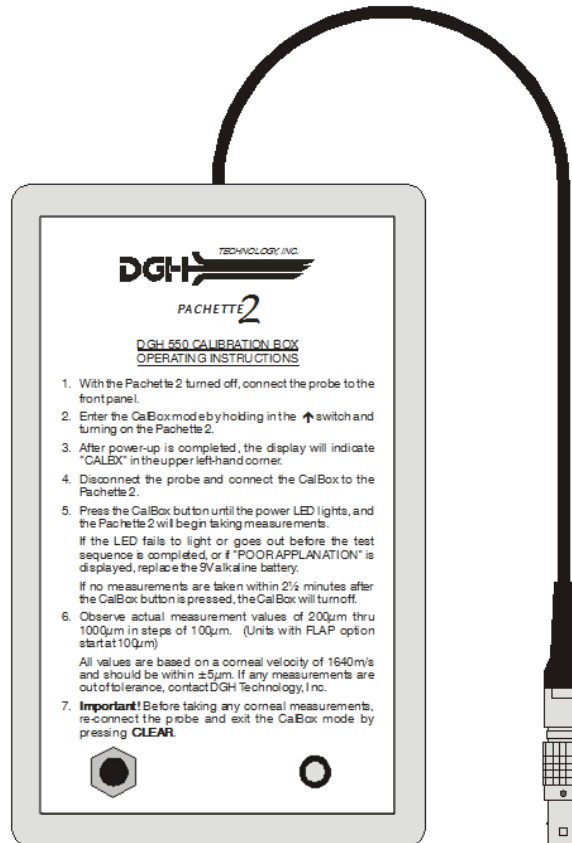 TECHNOLOGY, INC.
DGH
PACHETTE 2
DGH 550 CALIBRATION BOX
OPERATING INSTRUCTIONS
1. With the Pachette 2 turned off, connect the probe to the
front panel.
2. Enter the CalBox mode by holding in the ↑ switch and
turning on the Pachette 2.
3. After power-up is completed, the display will indicate
"CALBX" in the upper left-hand corner.
4. Disconnect the probe and connect the CalBox to the
Pachette 2.
5. Press the CalBox button until the power LED lights, and
the Pachette 2 will begin taking measurements.
If the LED fails to light or goes out before the test
sequence is completed, or if "POOR APPLANATION" is
displayed, replace the 9V alkaline battery.
If no measurements are taken within 2½ minutes after
the CalBox button is pressed, the CalBox will turn off.
6. Observe actual measurement values of 200µm thru
1000µm in steps of 100µm. (Units with FLAP option
start at 100µm)
All values are based on a corneal velocity of 1640m/s
and should be within ±5µm. If any measurements are
out of tolerance, contact DGH Technology, Inc.
7. Important! Before taking any corneal measurements,
re-connect the probe and exit the CalBox mode by
pressing CLEAR.